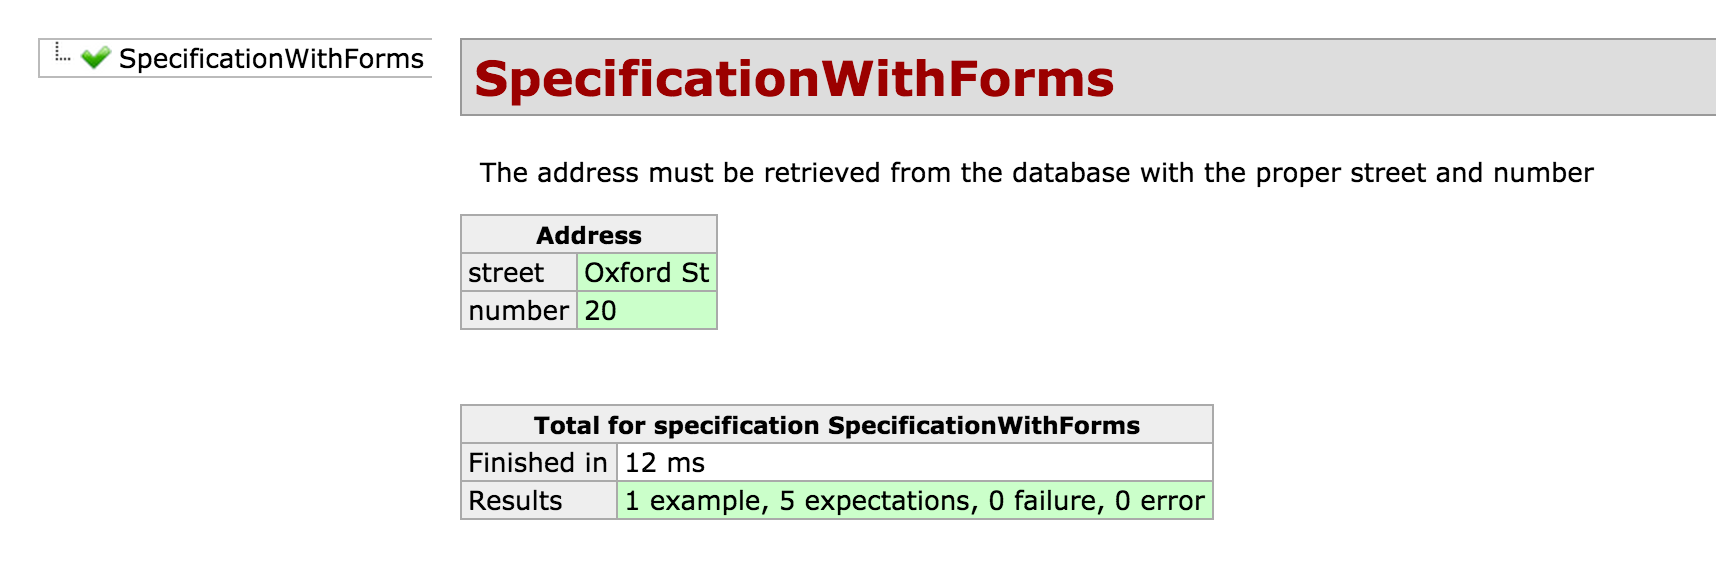 SpecificationWithForms
SpecificationWithForms
The address must be retrieved from the database with the proper street and number
Address
street Oxford St
number 20
Total for specification SpecificationWithForms
Finished in 12 ms
Results 1 example, 5 expectations, 0 failure, 0 error